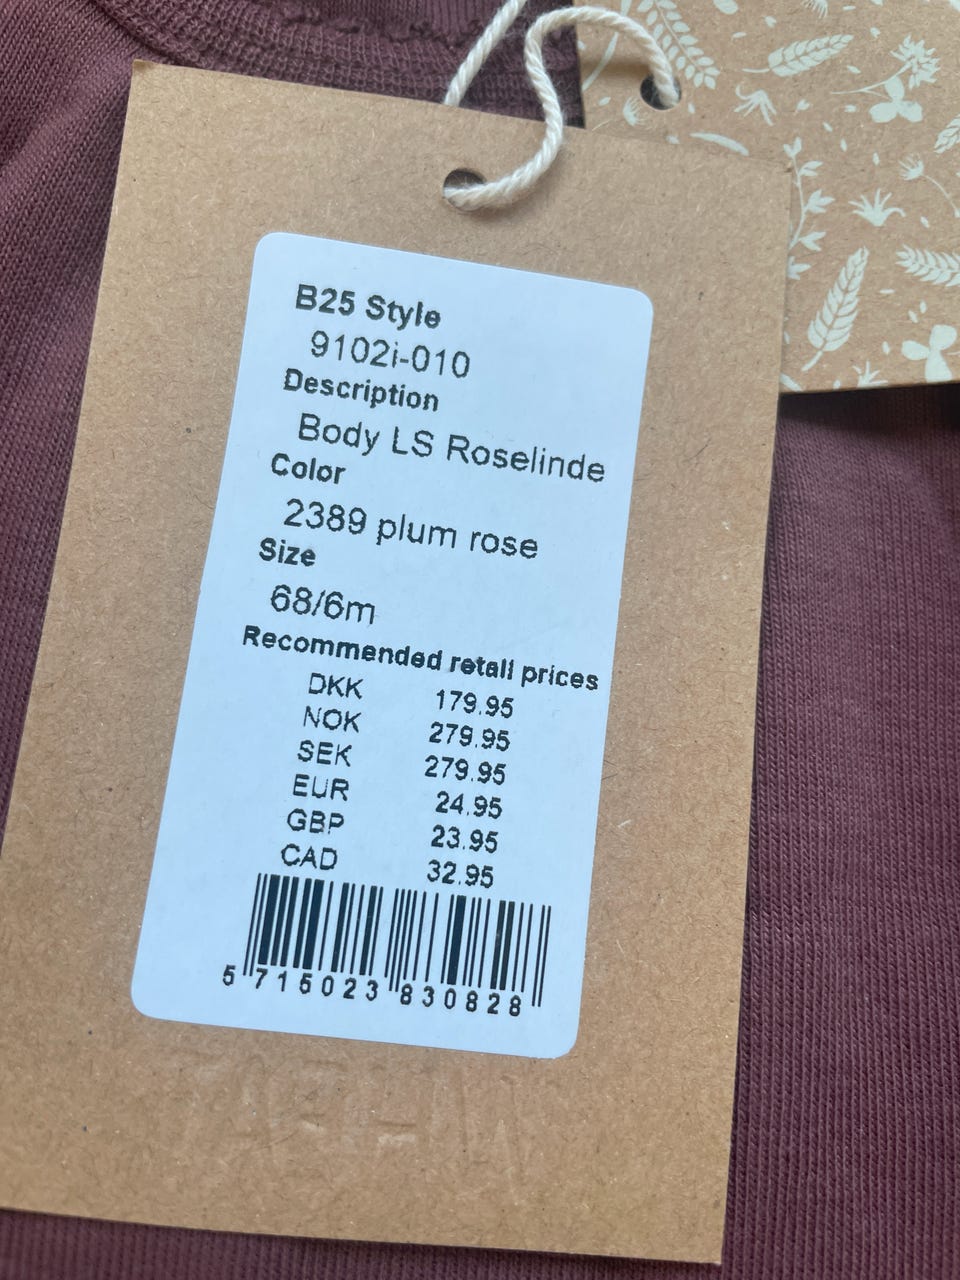 B25 Style
9102i-010
Description
Body LS Roselinde
Color
2389 plum rose
Size
68/6m
Recommended retail prices
DKK 179.95
NOK 279.95
SEK 279.95
EUR 24.95
GBP 23.95
CAD 32.95
5 715023 830828